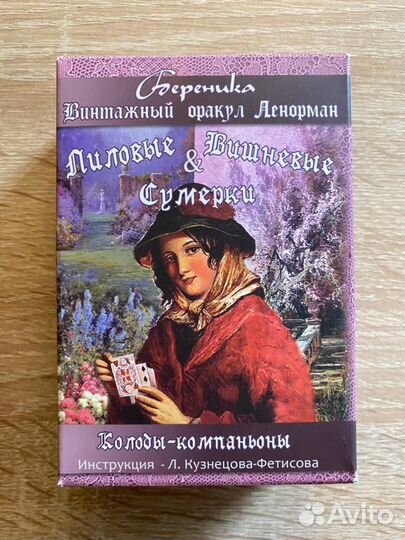 Береника
Винтажный оракул Ленорман
Лиловые & Вишневые
Сумерки
Колоды-компаньоны
Инструкция - Л. Кузнецова-Фетисова
Avito